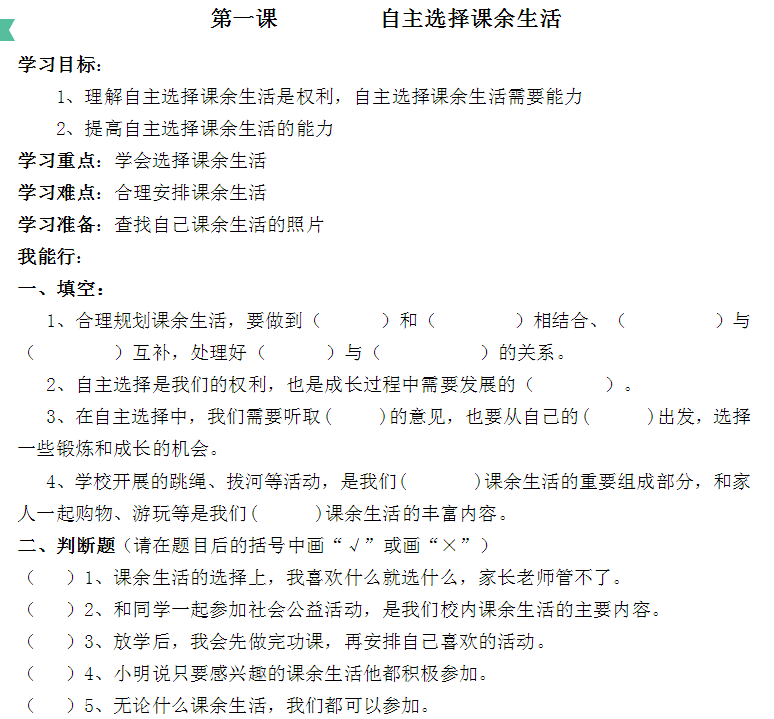 第一课 自主选择课余生活
学习目标：
1、理解自主选择课余生活是权利，自主选择课余生活需要能力
2、提高自主选择课余生活的能力
学习重点：学会选择课余生活
学习难点：合理安排课余生活
学习准备：查找自己课余生活的照片
我能行：
一、填空：
1、合理规划课余生活，要做到（ ）和（ ）相结合、（ ）与
（ ）互补，处理好（ ）与（ ）的关系。
2、自主选择是我们的权利，也是成长过程中需要发展的（ ）。
3、在自主选择中，我们需要听取( )的意见，也要从自己的( )出发，选择
一些锻炼和成长的机会。
4、学校开展的跳绳、拔河等活动，是我们( )课余生活的重要组成部分，和家
人一起购物、游玩等是我们( )课余生活的丰富内容。
二、判断题（请在题目后的括号中画“√”或画“×”）
（ ）1、课余生活的选择上，我喜欢什么就选什么，家长老师管不了。
（ ）2、和同学一起参加社会公益活动，是我们校内课余生活的主要内容。
（ ）3、放学后，我会先做完功课，再安排自己喜欢的活动。
（ ）4、小明说只要感兴趣的课余生活他都积极参加。
（ ）5、无论什么课余生活，我们都可以参加。